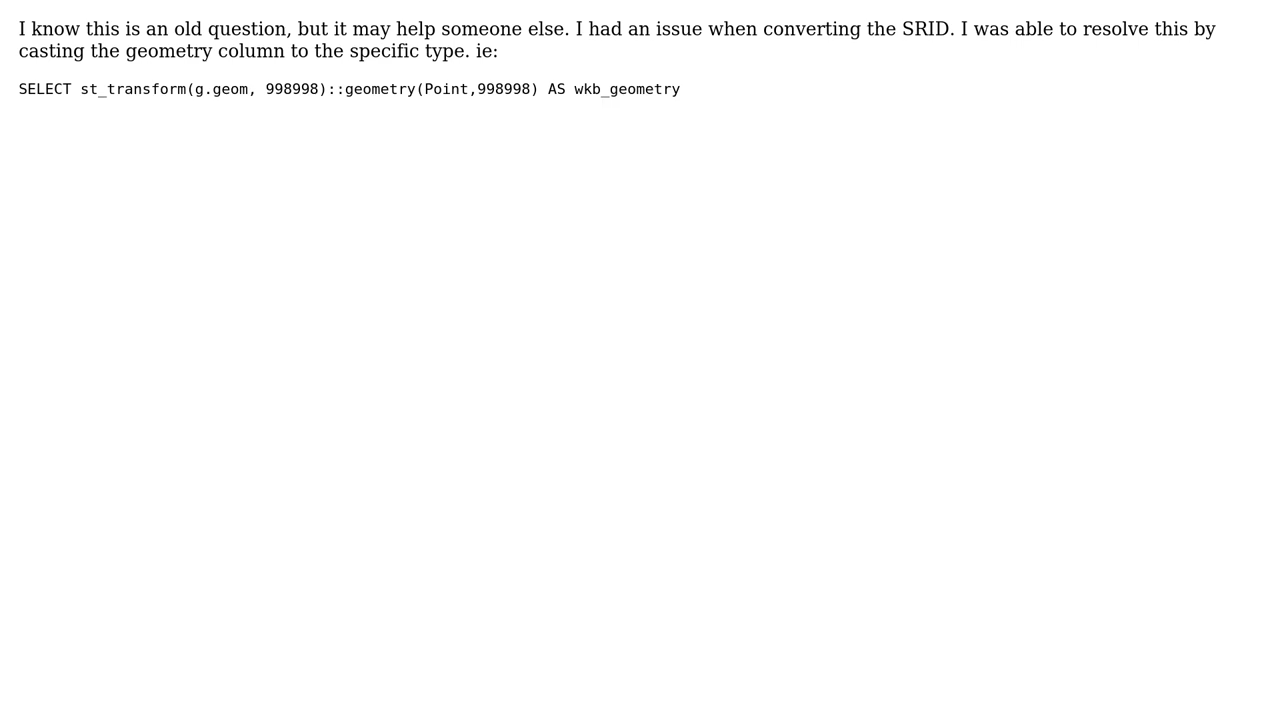 I know this is an old question, but it may help someone else. I had an issue when converting the SRID. I was able to resolve this by
casting the geometry column to the specific type. ie:
SELECT st_transform(g.geom, 998998)::geometry(Point,998998) AS wkb_geometry